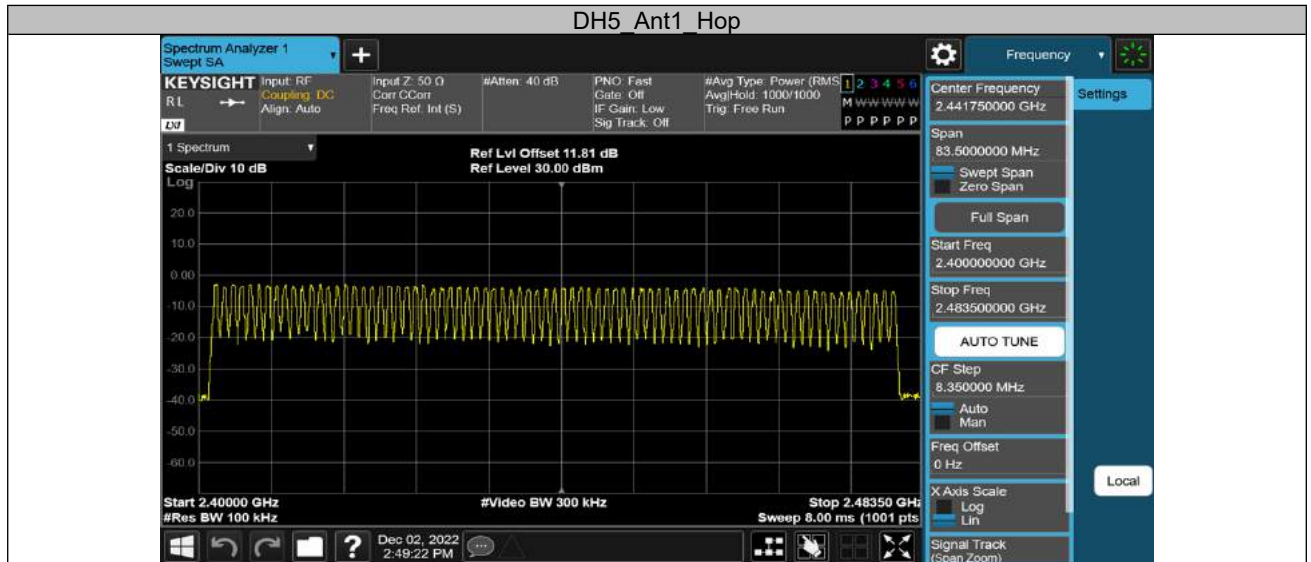 DH5_Ant1_Hop
Spectrum Analyzer 1
Swept SA
+
Frequency
KEYSIGHT
RL
LXI
Input: RF
Coupling: DC
Align: Auto
Input Z: 50 Ω
Corr CCorr
Freq Ref: Int (S)
#Atten: 40 dB
PNO: Fast
Gate: Off
IF Gain: Low
Sig Track: Off
#Avg Type: Power (RMS
Avg|Hold: 1000/1000
Trig: Free Run
1 2 3 4 5 6
M W W W W W
P P P P P P
Center Frequency
2.441750000 GHz
Settings
Span
83.5000000 MHz
Swept Span
Zero Span
Full Span
Start Freq
2.400000000 GHz
Stop Freq
2.483500000 GHz
AUTO TUNE
CF Step
8.350000 MHz
Auto
Man
Freq Offset
0 Hz
X Axis Scale
Log
Lin
Local
Signal Track
(Span Zoom)
1 Spectrum
Scale/Div 10 dB
Ref Lvl Offset 11.81 dB
Ref Level 30.00 dBm
Log
20.0
10.0
0.00
-10.0
-20.0
-30.0
-40.0
-50.0
-60.0
Start 2.40000 GHz
#Video BW 300 kHz
Stop 2.48350 GHz
#Res BW 100 kHz
Sweep 8.00 ms (1001 pts
?
Dec 02, 2022
2:49:22 PM